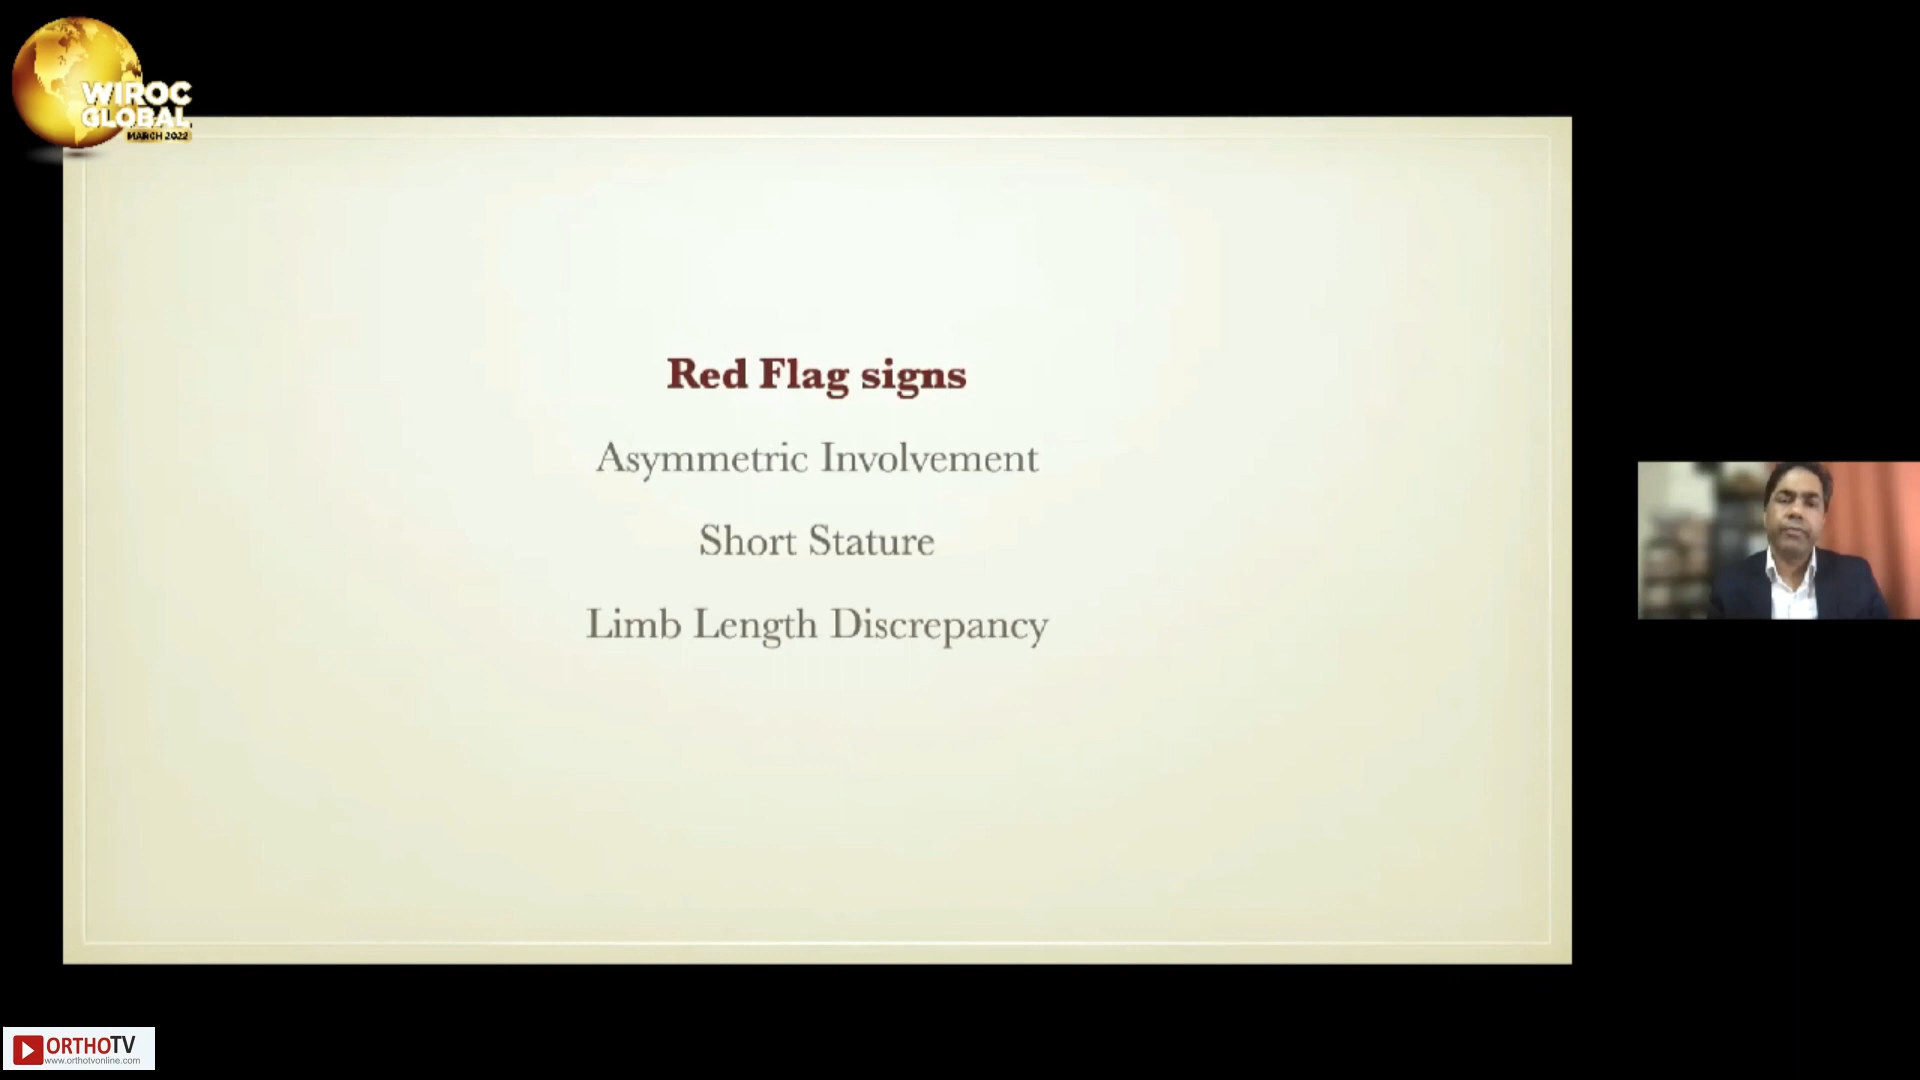 WIROC
GLOBAL
MARCH 2022
Red Flag signs
Asymmetric Involvement
Short Stature
Limb Length Discrepancy
ORTHOTV
www.orthotvonline.com